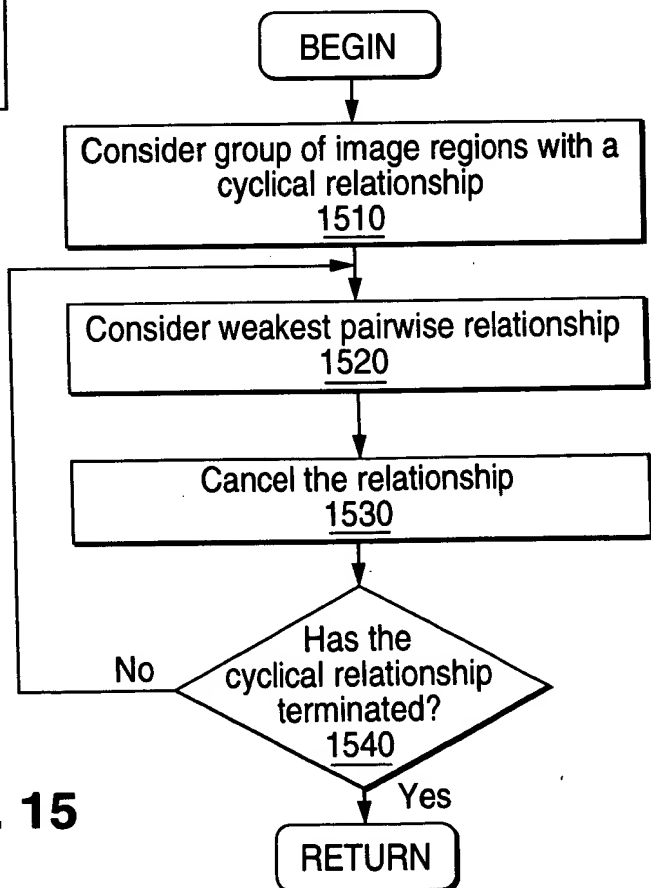 BEGIN
Consider group of image regions with a
cyclical relationship
1510
Consider weakest pairwise relationship
1520
Cancel the relationship
1530
Has the
cyclical relationship
terminated?
1540
No
Yes
. 15
RETURN